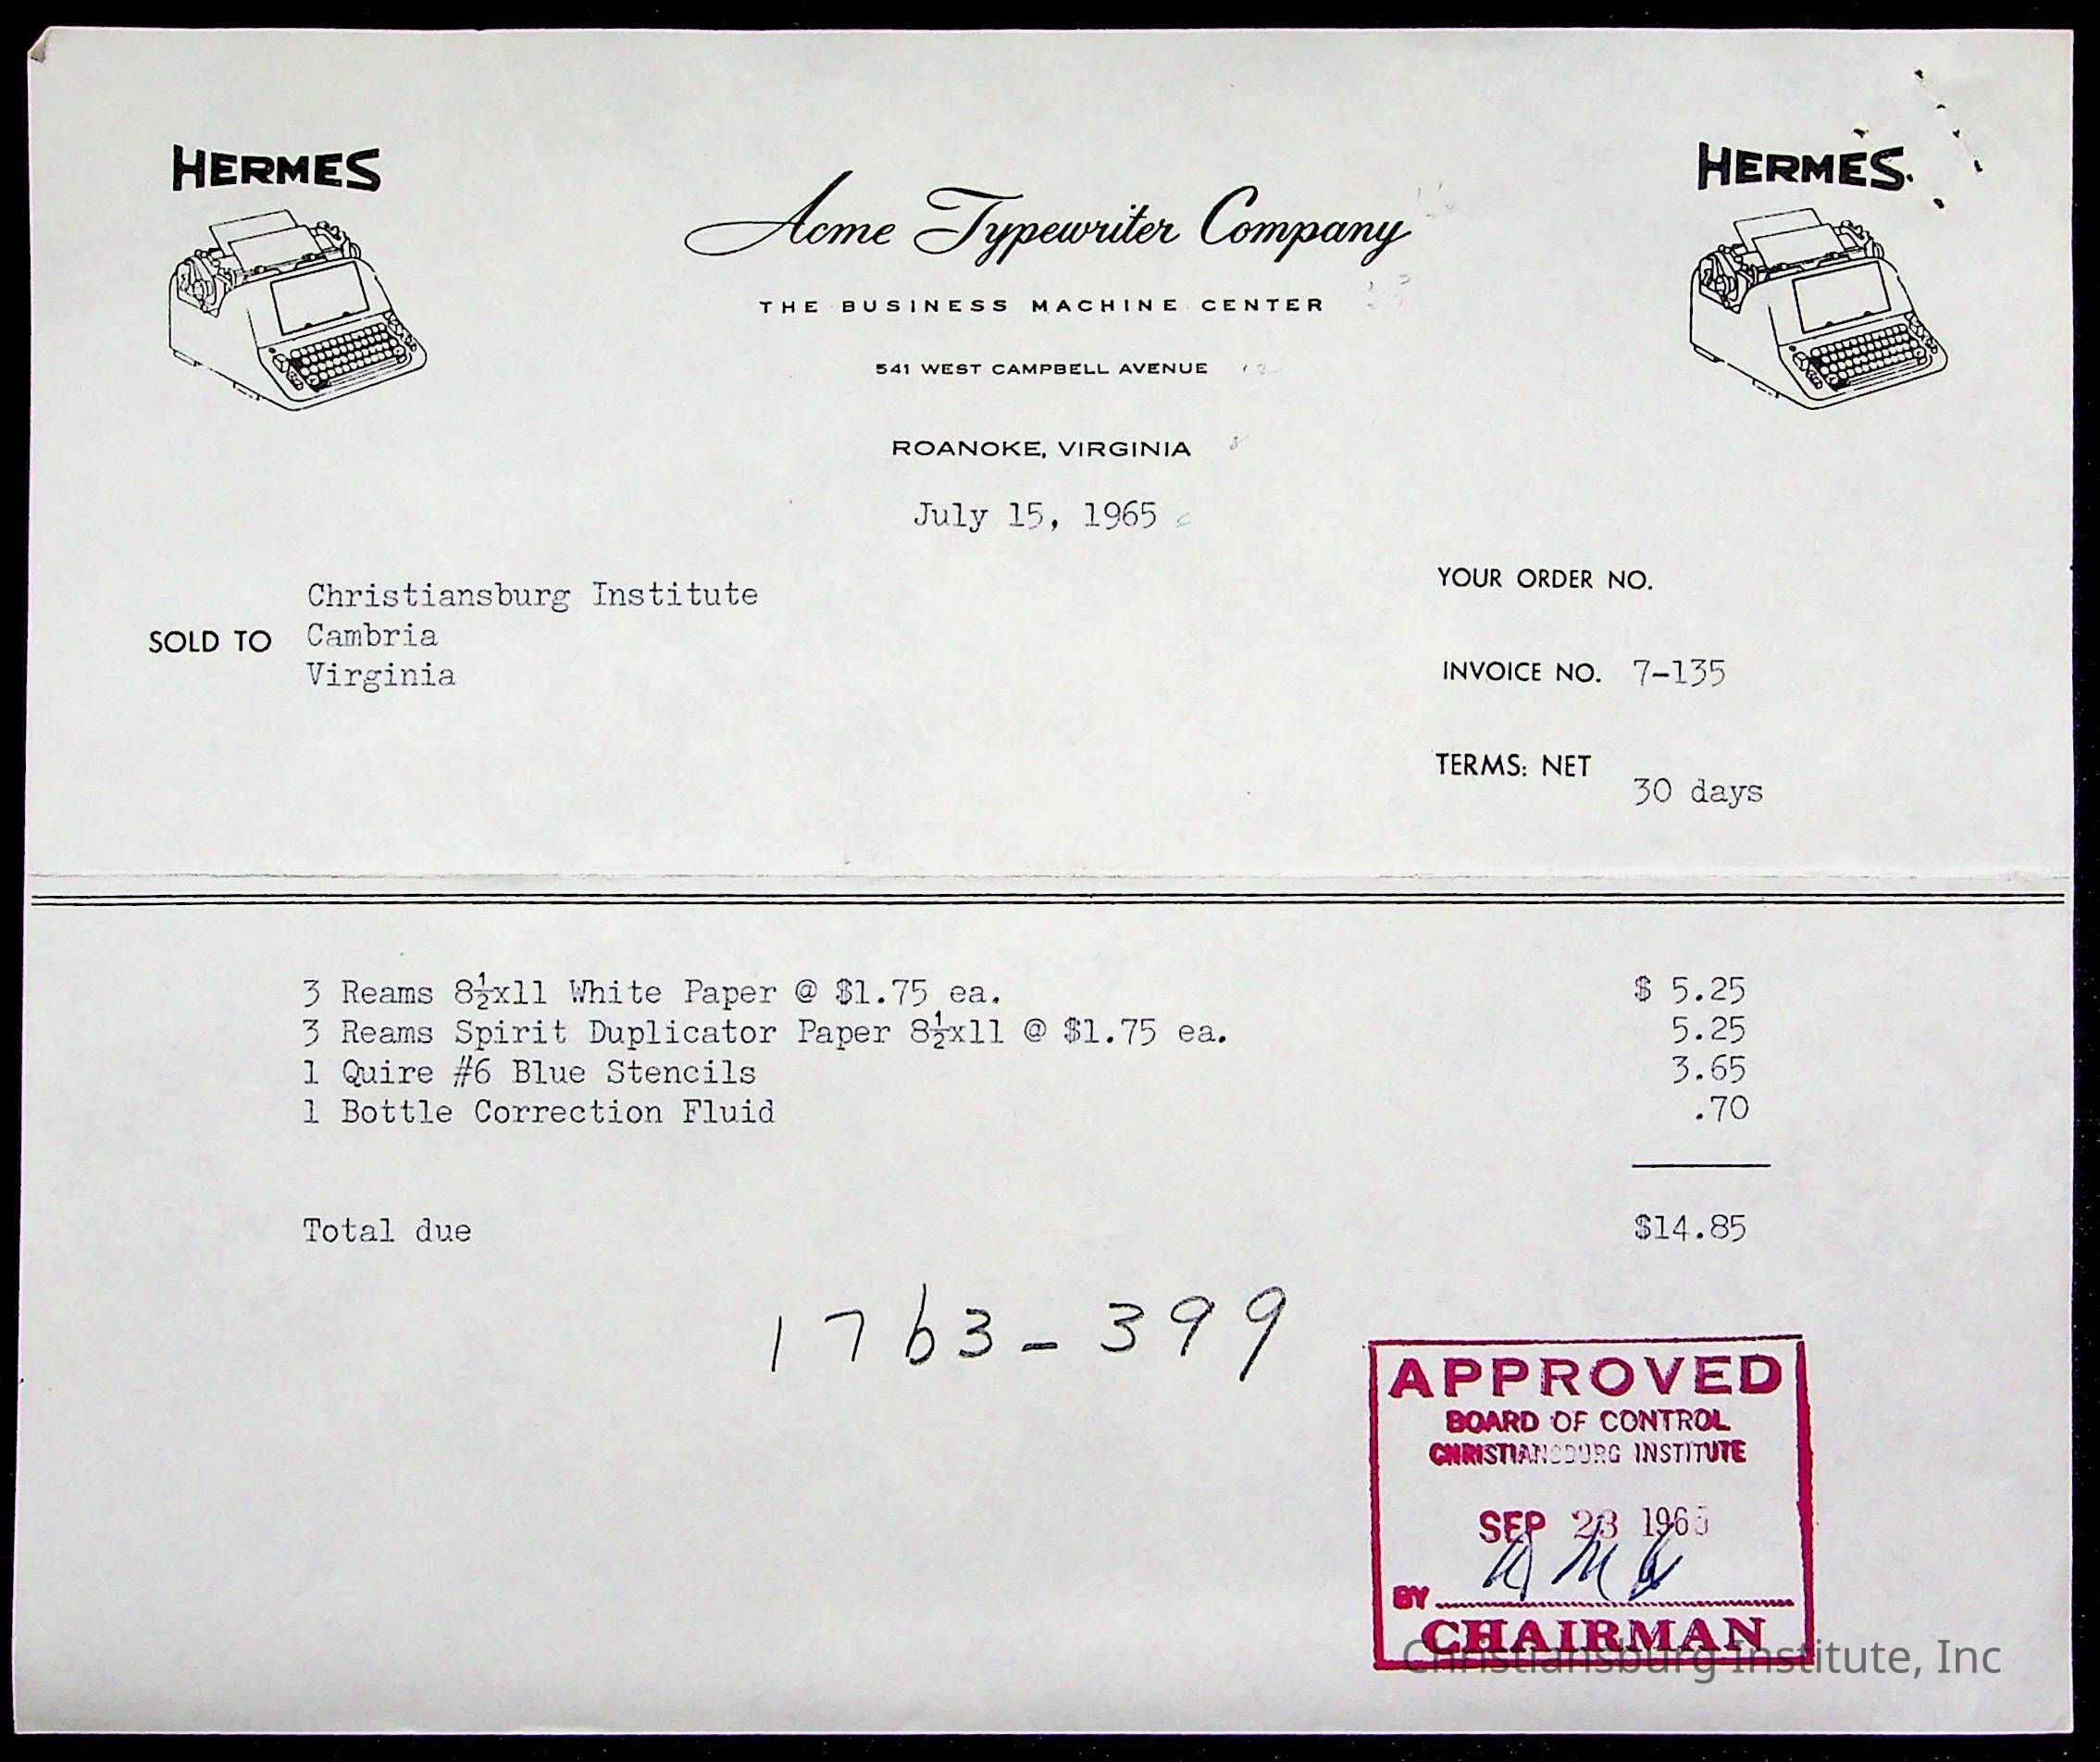 HERMES
HERMES
Acme Typewriter Company
THE BUSINESS MACHINE CENTER
541 WEST CAMPBELL AVENUE
ROANOKE, VIRGINIA
July 15, 1965
YOUR ORDER NO.
Christiansburg Institute
SOLD TO Cambria
Virginia
INVOICE NO. 7-135
TERMS: NET
30 days
3 Reams 8½x11 White Paper @ $1.75 ea. $ 5.25
3 Reams Spirit Duplicator Paper 8½x11 @ $1.75 ea. 5.25
1 Quire #6 Blue Stencils 3.65
1 Bottle Correction Fluid .70
Total due $14.85
1763-399
APPROVED
BOARD OF CONTROL
CHRISTIANSBURG INSTITUTE
SEP 23 1965
BY
CHAIRMAN
Christiansburg Institute, Inc